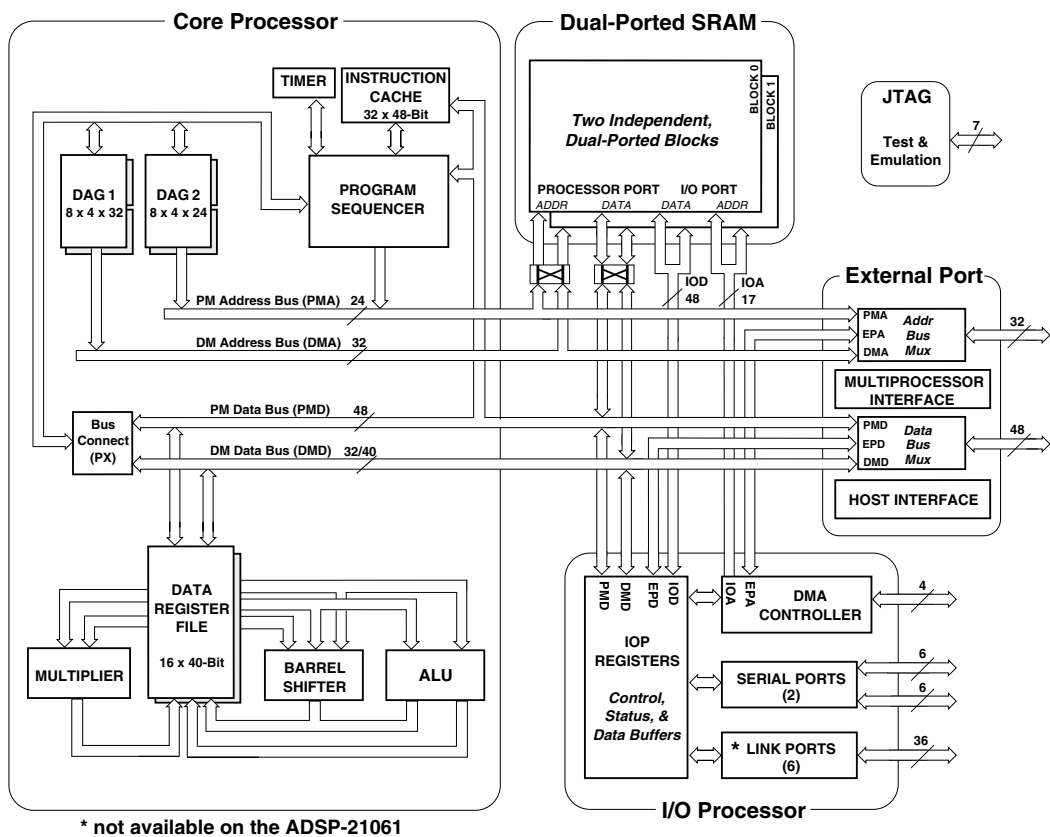 Core Processor
TIMER
INSTRUCTION
CACHE
32 x 48-Bit
DAG 1
8 x 4 x 32
DAG 2
8 x 4 x 24
PROGRAM
SEQUENCER
PM Address Bus (PMA)
24
DM Address Bus (DMA)
32
PM Data Bus (PMD)
48
DM Data Bus (DMD)
32/40
Bus
Connect
(PX)
DATA
REGISTER
FILE
16 x 40-Bit
MULTIPLIER
BARREL
SHIFTER
ALU
* not available on the ADSP-21061
Dual-Ported SRAM
Two Independent,
Dual-Ported Blocks
BLOCK 0
BLOCK 1
PROCESSOR PORT
I/O PORT
ADDR
DATA
DATA
ADDR
IOD
48
IOA
17
JTAG
Test &
Emulation
7
External Port
PMA
EPA
DMA
Addr
Bus
Mux
32
MULTIPROCESSOR
INTERFACE
PMD
EPD
DMD
Data
Bus
Mux
48
HOST INTERFACE
PMD
DMD
EPD
IOD
IOP
REGISTERS
Control,
Status, &
Data Buffers
IOA
EPA
DMA
CONTROLLER
4
SERIAL PORTS
(2)
6
6
* LINK PORTS
(6)
36
I/O Processor